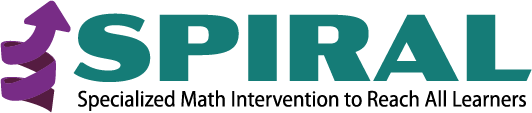 SPIRAL
Specialized Math Intervention to Reach All Learners